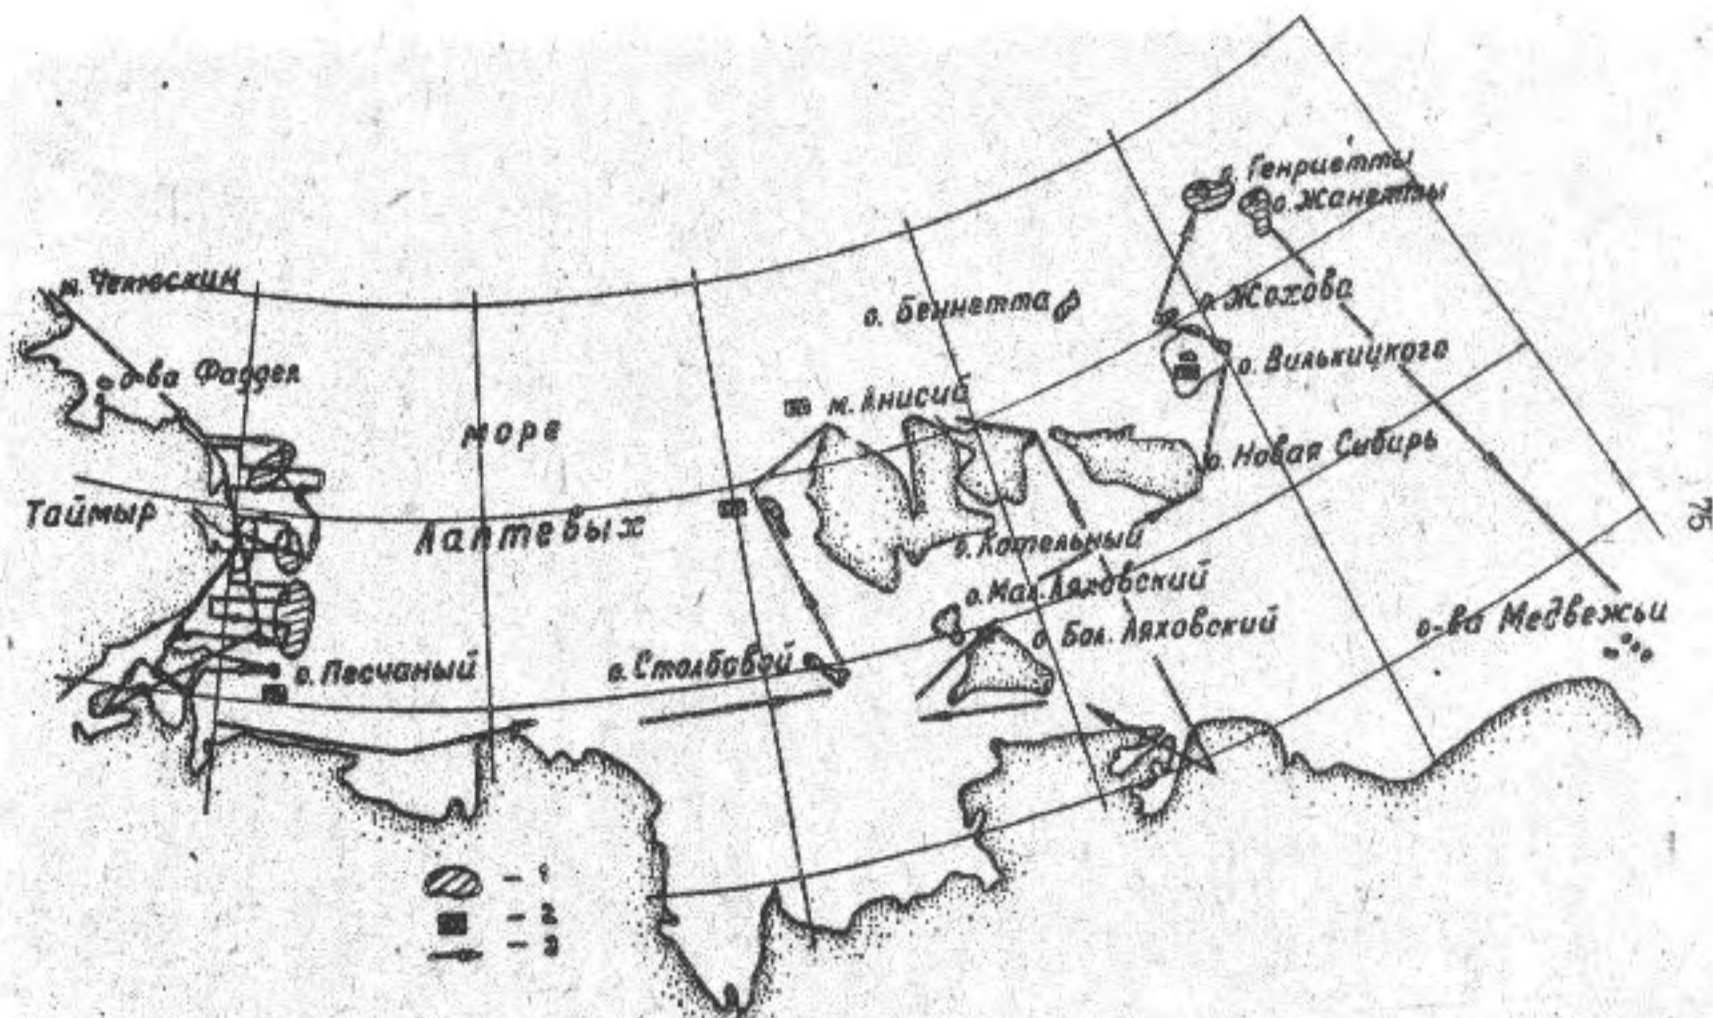 о. Генриетты
о. Жанетты
м. Челюскин
о. Жохова
о. Беннетта
о. Вилькицкого
о-ва Фаддея
м. Анисий
море
о. Новая Сибирь
Таймыр
Лаптевых
75
о. Котельный
о. Мал. Ляховский
о. Бол. Ляховский
о-ва Медвежьи
о. Песчаный
о. Столбовой
- 1
- 2
- 3